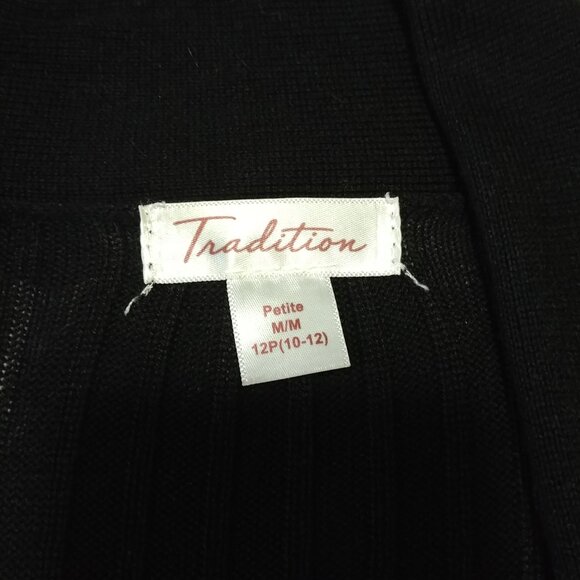 Tradition
Petite
M/M
12P(10-12)